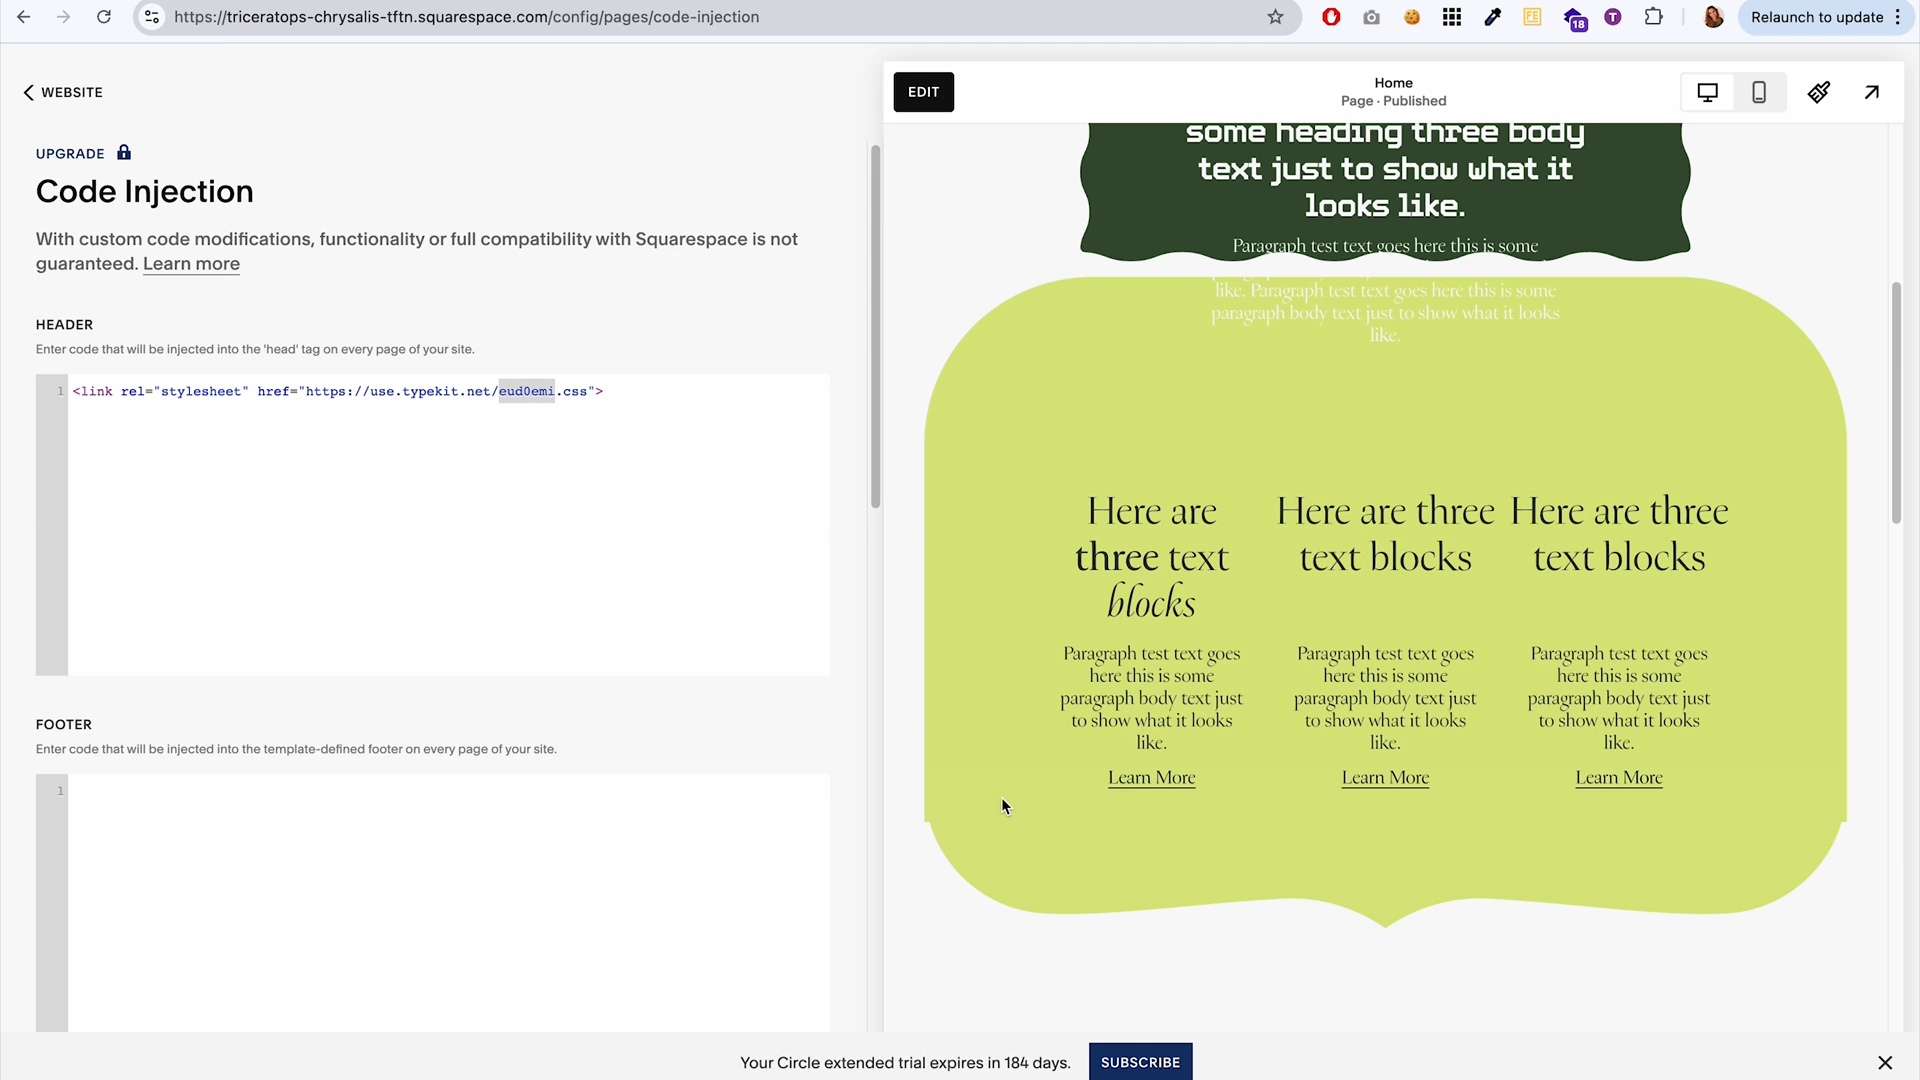 https://triceratops-chrysalis-tftn.squarespace.com/config/pages/code-injection
FE
18
T
Relaunch to update
WEBSITE
UPGRADE
Code Injection
With custom code modifications, functionality or full compatibility with Squarespace is not
guaranteed. Learn more
HEADER
Enter code that will be injected into the 'head' tag on every page of your site.
1 <link rel="stylesheet" href="https://use.typekit.net/eud0emi.css">
FOOTER
Enter code that will be injected into the template-defined footer on every page of your site.
1
EDIT
Home
Page · Published
some heading three body
text just to show what it
looks like.
Paragraph test text goes here this is some
like. Paragraph test text goes here this is some
paragraph body text just to show what it looks
like.
Here are
three text
blocks
Paragraph test text goes
here this is some
paragraph body text just
to show what it looks
like.
Learn More
Here are three
text blocks
Paragraph test text goes
here this is some
paragraph body text just
to show what it looks
like.
Learn More
Here are three
text blocks
Paragraph test text goes
here this is some
paragraph body text just
to show what it looks
like.
Learn More
Your Circle extended trial expires in 184 days.
SUBSCRIBE